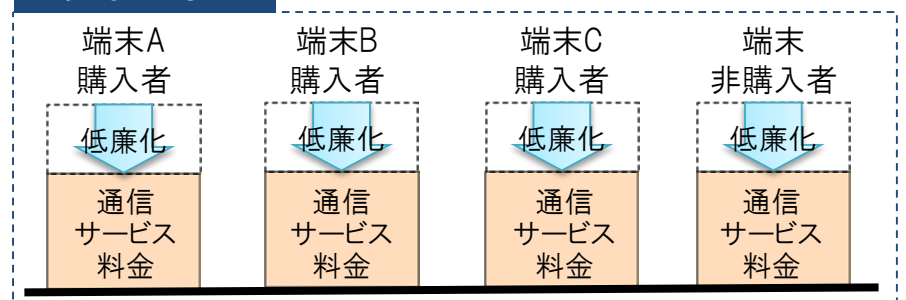 端末A
購入者
端末B
購入者
端末C
購入者
端末
非購入者
低廉化
低廉化
低廉化
低廉化
通信
サービス
料金
通信
サービス
料金
通信
サービス
料金
通信
サービス
料金